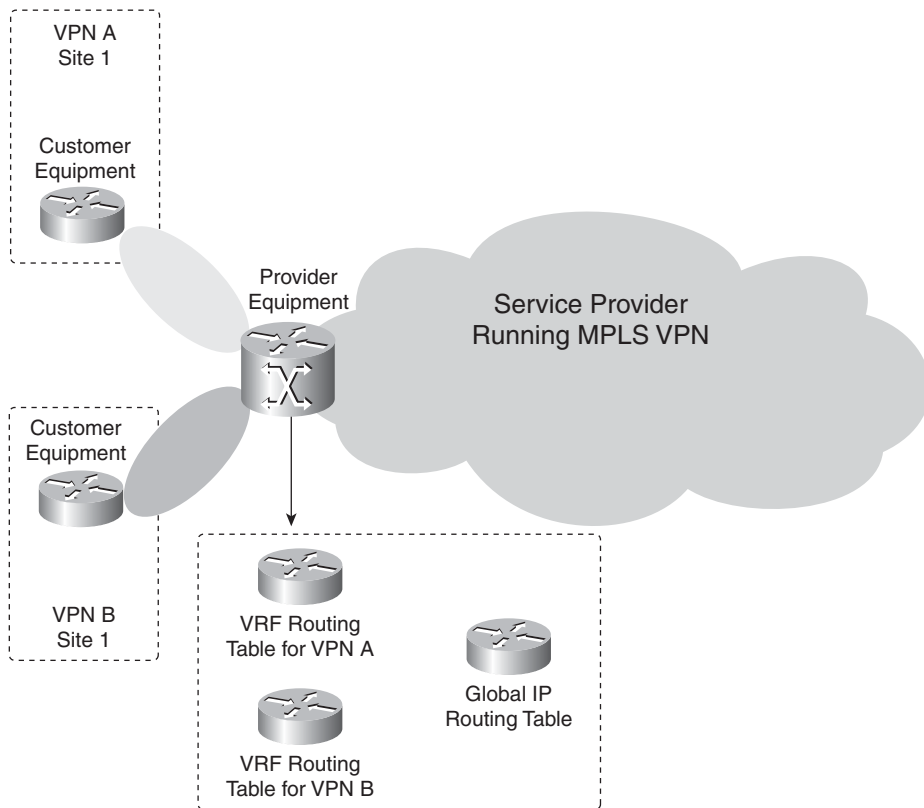 VPN A
Site 1
Customer
Equipment
Provider
Equipment
Service Provider
Running MPLS VPN
Customer
Equipment
VPN B
Site 1
VRF Routing
Table for VPN A
Global IP
Routing Table
VRF Routing
Table for VPN B